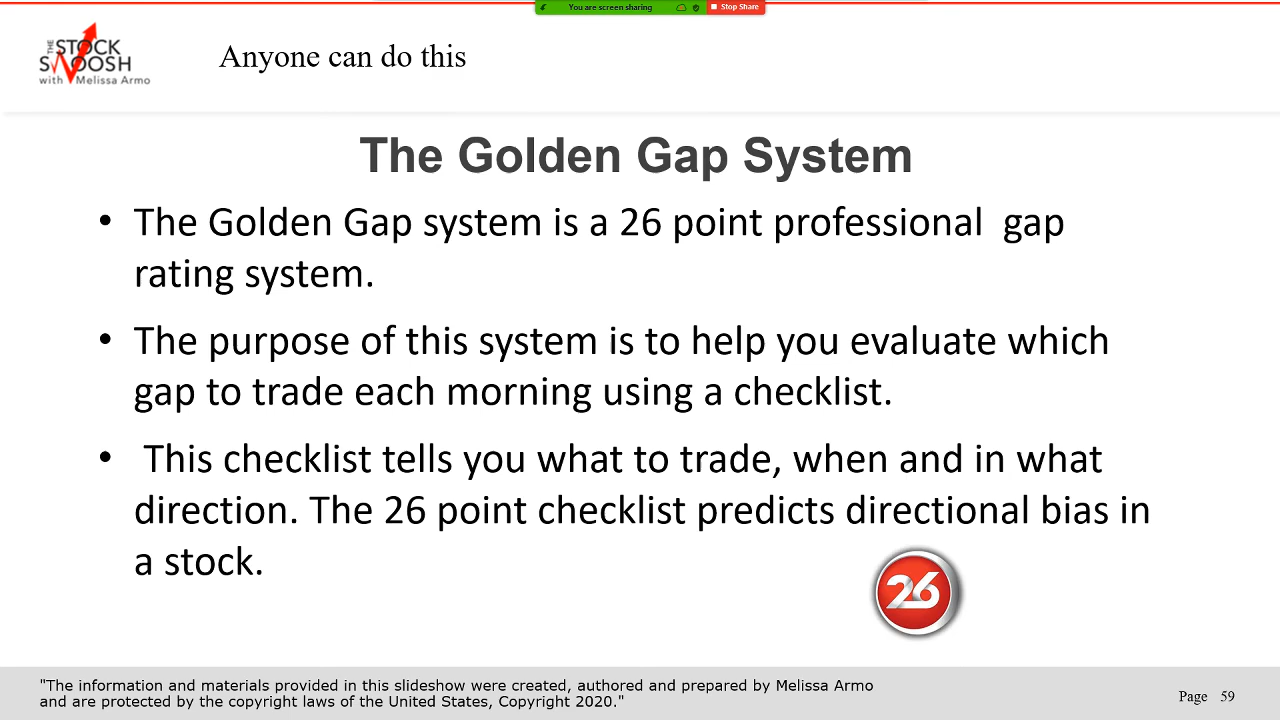 You are screen sharing
Stop Share
THE
STOCK
SWOOSH
with Melissa Armo
Anyone can do this
The Golden Gap System
• The Golden Gap system is a 26 point professional  gap
rating system.
• The purpose of this system is to help you evaluate which
gap to trade each morning using a checklist.
•  This checklist tells you what to trade, when and in what
direction. The 26 point checklist predicts directional bias in
a stock.
26
"The information and materials provided in this slideshow were created, authored and prepared by Melissa Armo
and are protected by the copyright laws of the United States, Copyright 2020."
Page 59